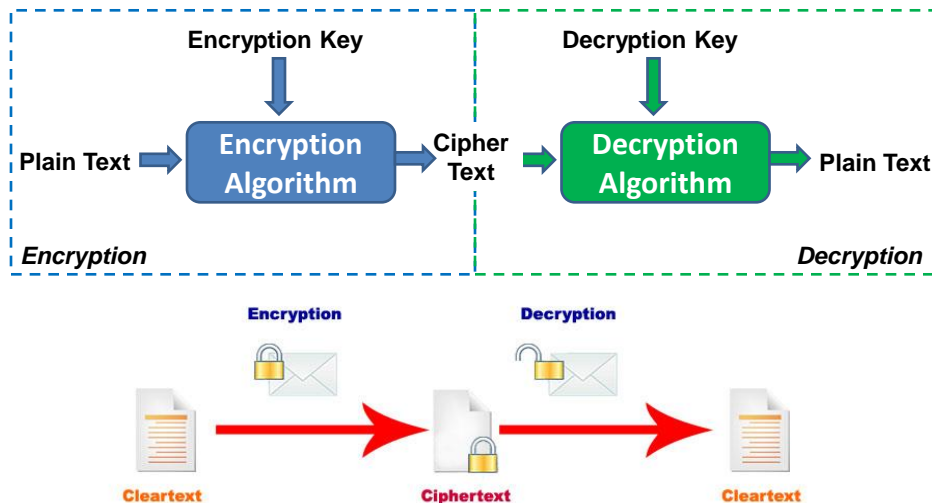 Encryption Key
Decryption Key
Plain Text
Encryption
Algorithm
Cipher
Text
Decryption
Algorithm
Plain Text
Encryption
Decryption
Encryption
Decryption
Cleartext
Ciphertext
Cleartext